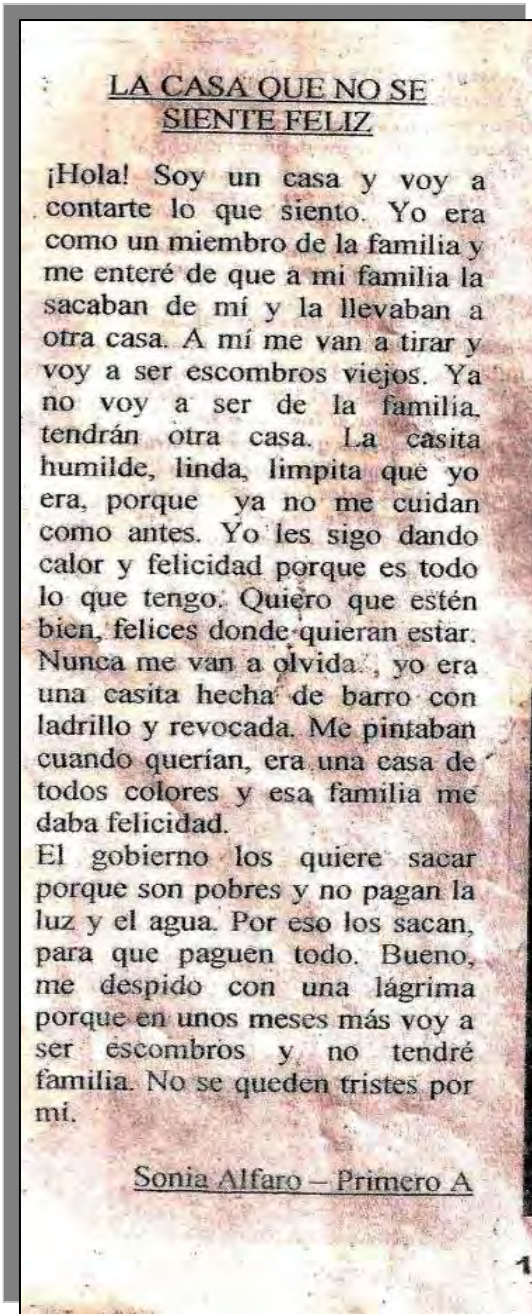 LA CASA QUE NO SE
SIENTE FELIZ
¡Hola! Soy un casa y voy a
contarte lo que siento. Yo era
como un miembro de la familia y
me enteré de que a mi familia la
sacaban de mí y la llevaban a
otra casa. A mí me van a tirar y
voy a ser escombros viejos. Ya
no voy a ser de la familia,
tendrán otra casa. La casita
humilde, linda, limpita que yo
era, porque ya no me cuidan
como antes. Yo les sigo dando
calor y felicidad porque es todo
lo que tengo. Quiero que estén
bien, felices donde quieran estar.
Nunca me van a olvida , yo era
una casita hecha de barro con
ladrillo y revocada. Me pintaban
cuando querían, era una casa de
todos colores y esa familia me
daba felicidad.
El gobierno los quiere sacar
porque son pobres y no pagan la
luz y el agua. Por eso los sacan,
para que paguen todo. Bueno,
me despido con una lágrima
porque en unos meses más voy a
ser escombros y no tendré
familia. No se queden tristes por
mí.
Sonia Alfaro – Primero A
1